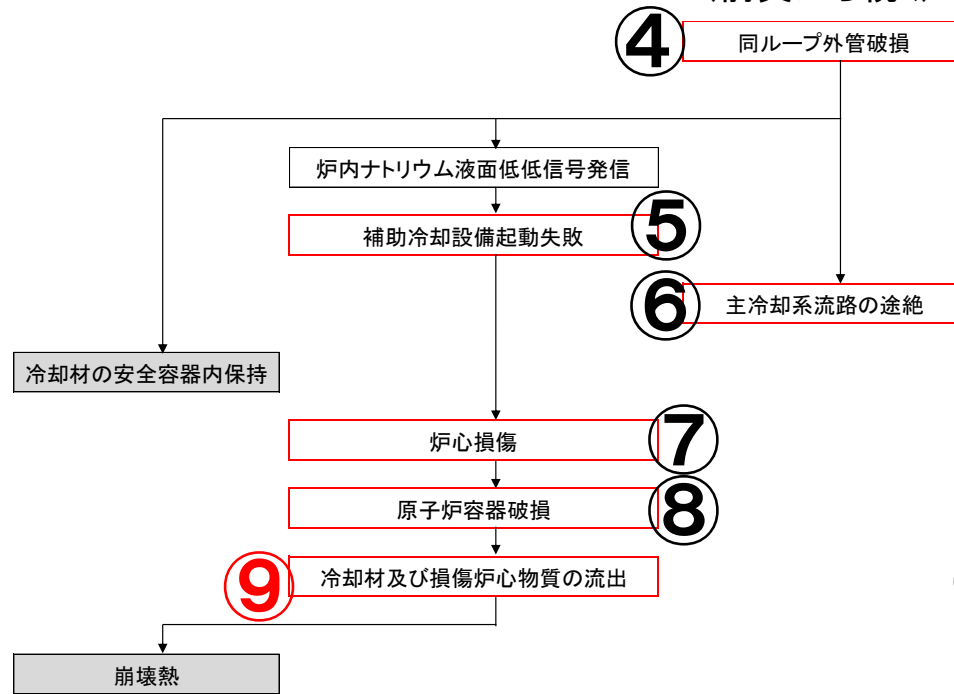 ④
同ループ外管破損
炉内ナトリウム液面低低信号発信
補助冷却設備起動失敗
⑤
⑥
主冷却系流路の途絶
冷却材の安全容器内保持
炉心損傷
⑦
原子炉容器破損
⑧
⑨
冷却材及び損傷炉心物質の流出
崩壊熱